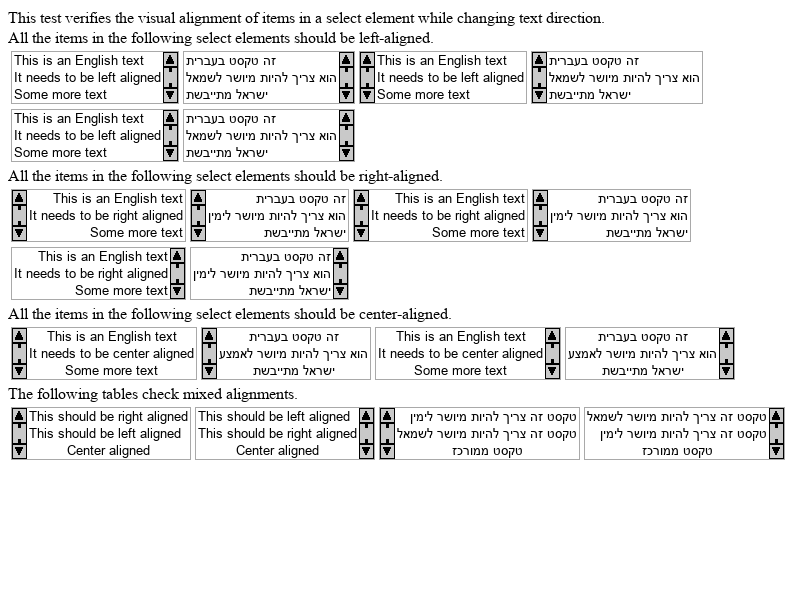 This test verifies the visual alignment of items in a select element while changing text direction.
All the items in the following select elements should be left-aligned.
This is an English text
It needs to be left aligned
Some more text
זה טקסט בעברית
הוא צריך להיות מיושר לשמאל
ישראל מתייבשת
This is an English text
It needs to be left aligned
Some more text
זה טקסט בעברית
הוא צריך להיות מיושר לשמאל
ישראל מתייבשת
This is an English text
It needs to be left aligned
Some more text
זה טקסט בעברית
הוא צריך להיות מיושר לשמאל
ישראל מתייבשת
All the items in the following select elements should be right-aligned.
This is an English text
It needs to be right aligned
Some more text
זה טקסט בעברית
הוא צריך להיות מיושר לימין
ישראל מתייבשת
This is an English text
It needs to be right aligned
Some more text
זה טקסט בעברית
הוא צריך להיות מיושר לימין
ישראל מתייבשת
This is an English text
It needs to be right aligned
Some more text
זה טקסט בעברית
הוא צריך להיות מיושר לימין
ישראל מתייבשת
All the items in the following select elements should be center-aligned.
This is an English text
It needs to be center aligned
Some more text
זה טקסט בעברית
הוא צריך להיות מיושר לאמצע
ישראל מתייבשת
This is an English text
It needs to be center aligned
Some more text
זה טקסט בעברית
הוא צריך להיות מיושר לאמצע
ישראל מתייבשת
The following tables check mixed alignments.
This should be right aligned
This should be left aligned
Center aligned
This should be left aligned
This should be right aligned
Center aligned
טקסט זה צריך להיות מיושר לימין
טקסט זה צריך להיות מיושר לשמאל
טקסט ממורכז
טקסט זה צריך להיות מיושר לשמאל
טקסט זה צריך להיות מיושר לימין
טקסט ממורכז